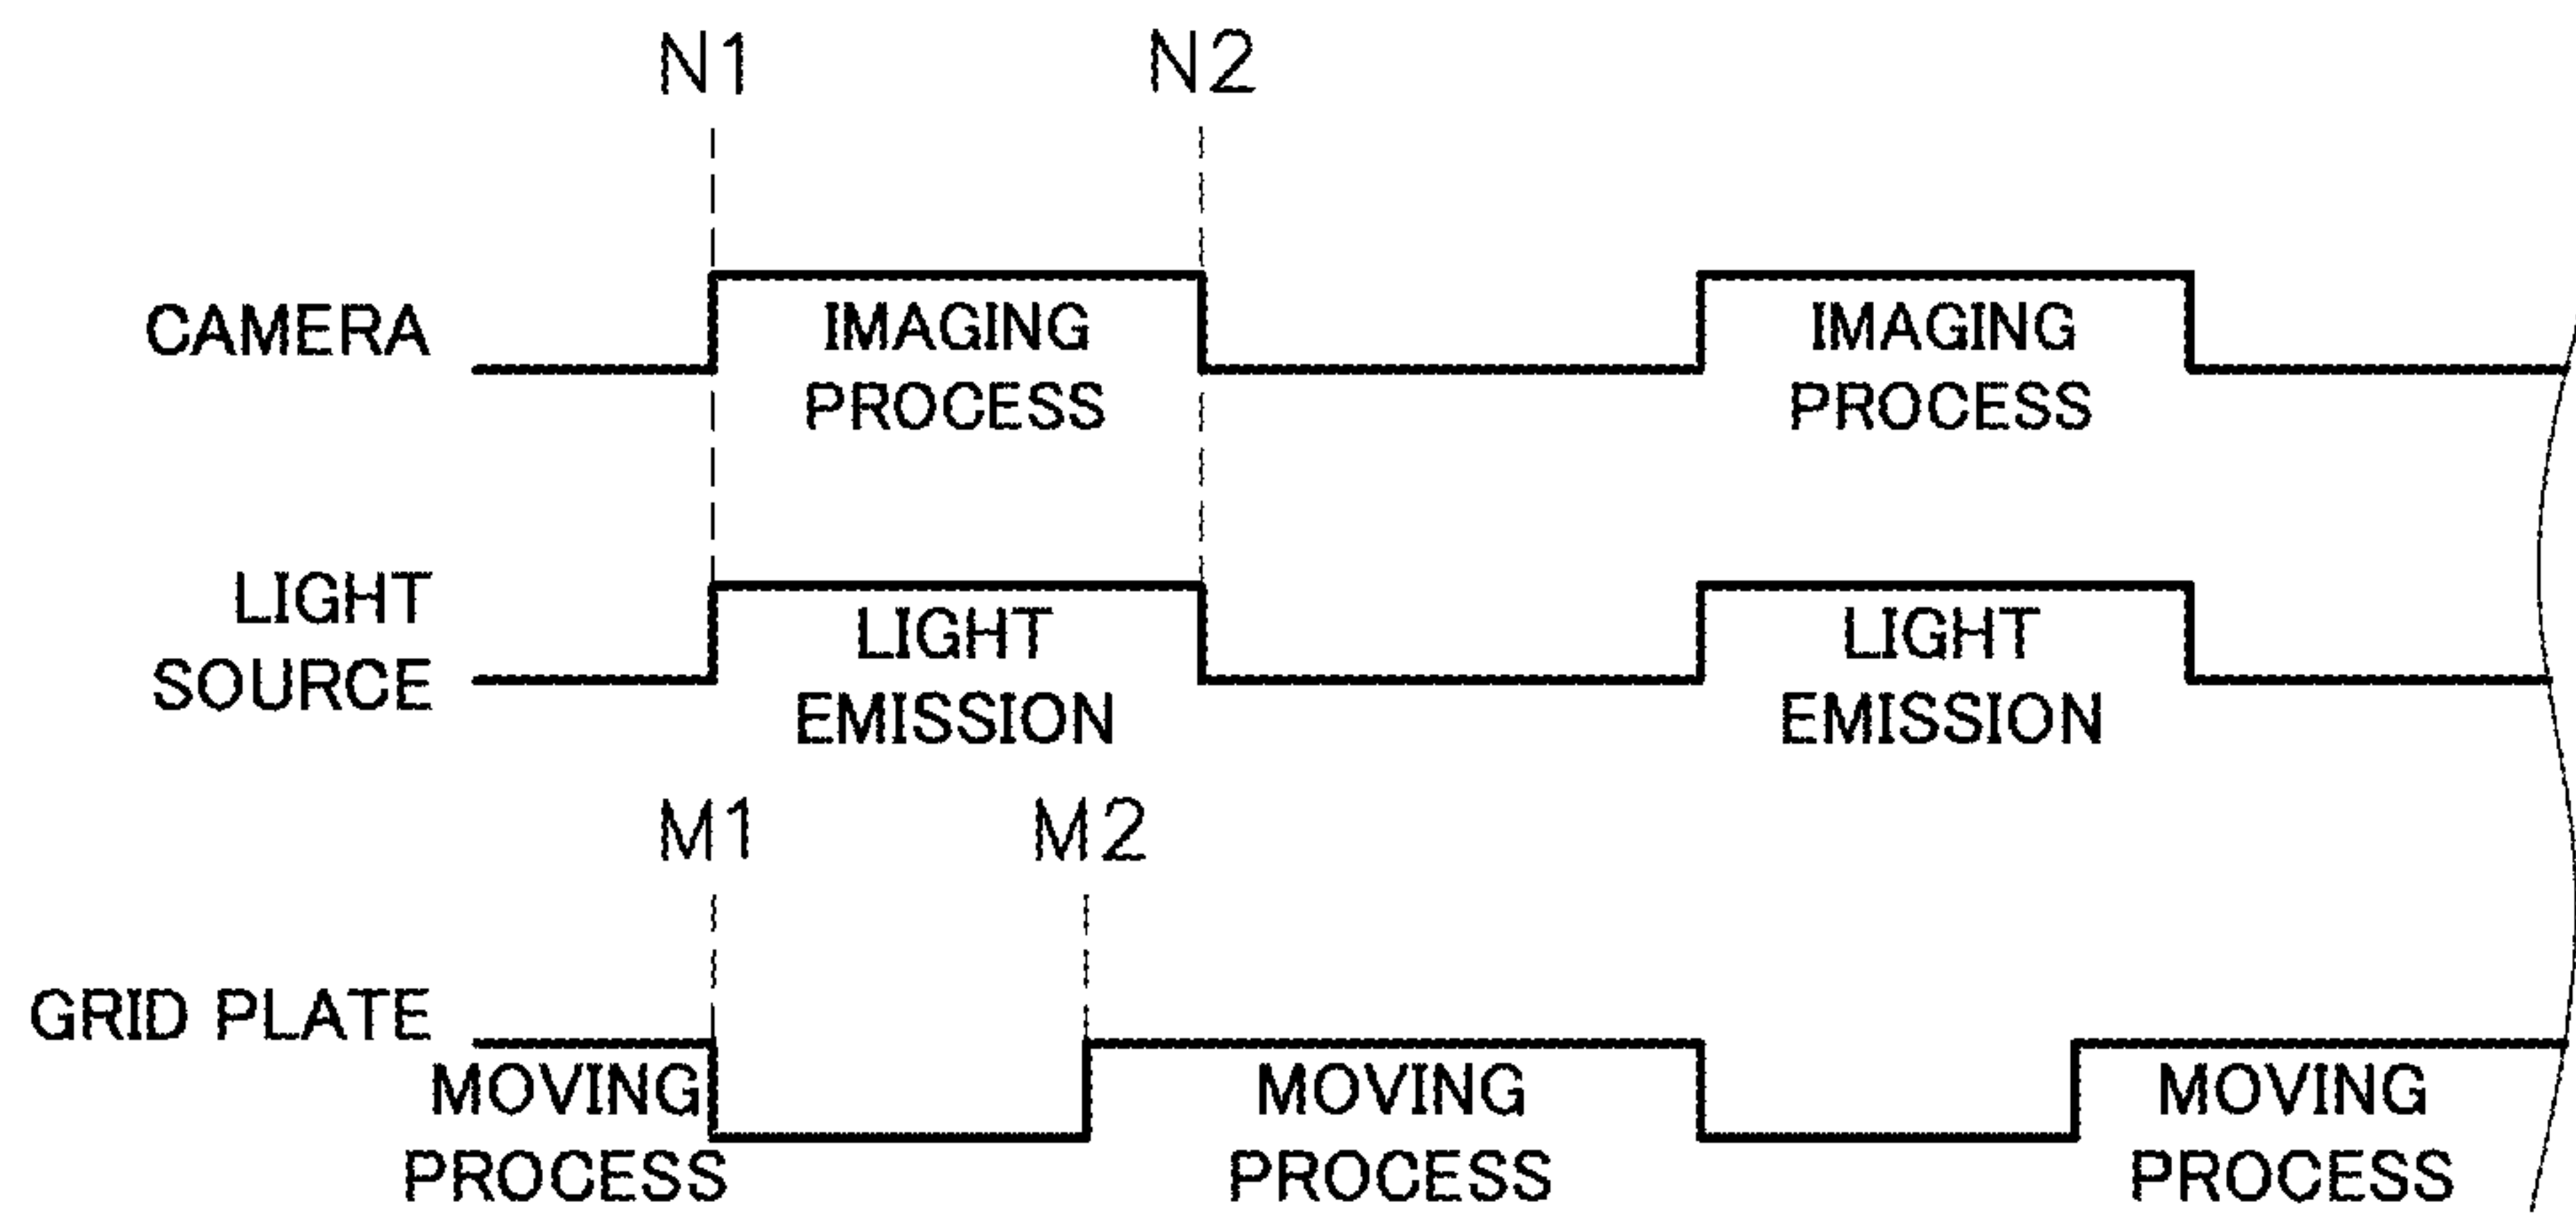 N1 N2
CAMERA
IMAGING
PROCESS
IMAGING
PROCESS
LIGHT
SOURCE
LIGHT
EMISSION
LIGHT
EMISSION
M1 M2
GRID PLATE
MOVING
PROCESS
MOVING
PROCESS
MOVING
PROCESS